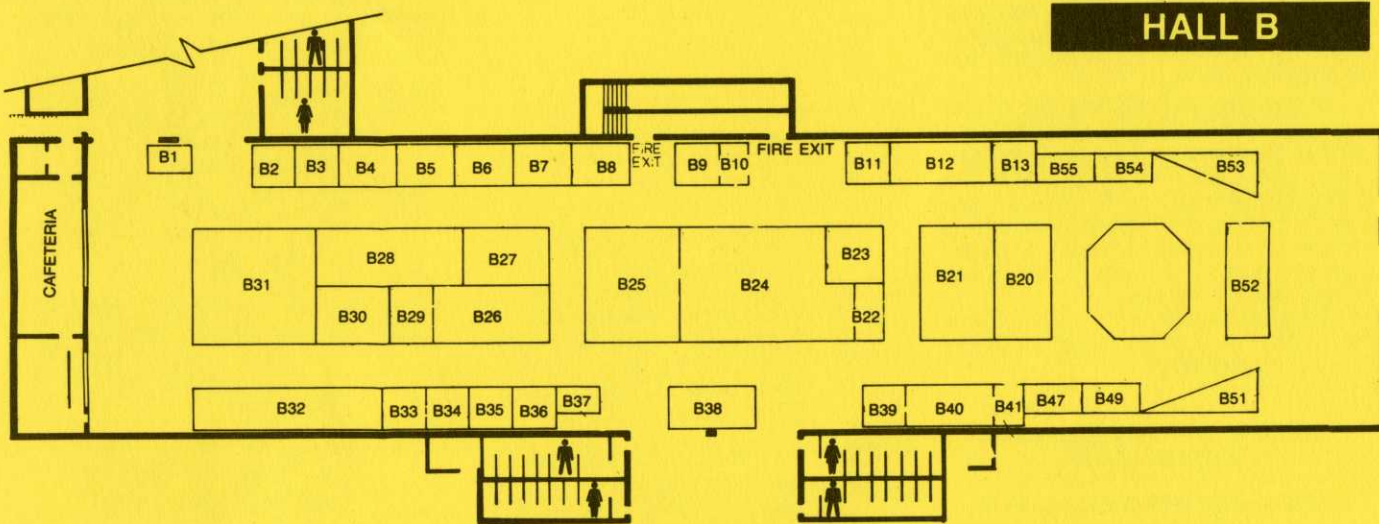 HALL B
B1
B2 B3 B4 B5 B6 B7 B8
FIRE
EXIT
B9 B10
FIRE EXIT
B11 B12 B13 B55 B54 B53
CAFETERIA
B31 B28 B27
B30 B29 B26
B25 B24 B23
B22
B21 B20
B52
B32 B33 B34 B35 B36 B37
B38
B39 B40 B41 B47 B49 B51